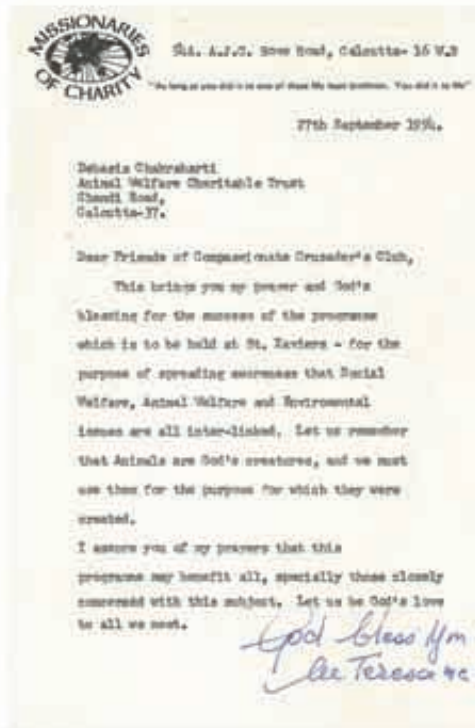 MISSIONARIES
OF CHARITY
54A. A.J.C. Bose Road, Calcutta- 16 W.B
"As long as you did it to one of these My least brethren. You did it to Me"
27th September 1994.
Debasis Chakrabarti
Animal Welfare Charitable Trust
Chandi Road,
Calcutta-37.
Dear Friends of Compassionate Crusader's Club,
This brings you my prayer and God's
blessing for the success of the programme
which is to be held at St. Xaviers - for the
purpose of spreading awareness that Social
Welfare, Animal Welfare and Enviromental
issues are all inter-linked. Let us remember
that Animals are God's creatures, and we must
use them for the purpose for which they were
created.
I assure you of my prayers that this
programme may benefit all, specially those closely
concerned with this subject. Let us be God's love
to all we meet.
God bless you
Teresa mc